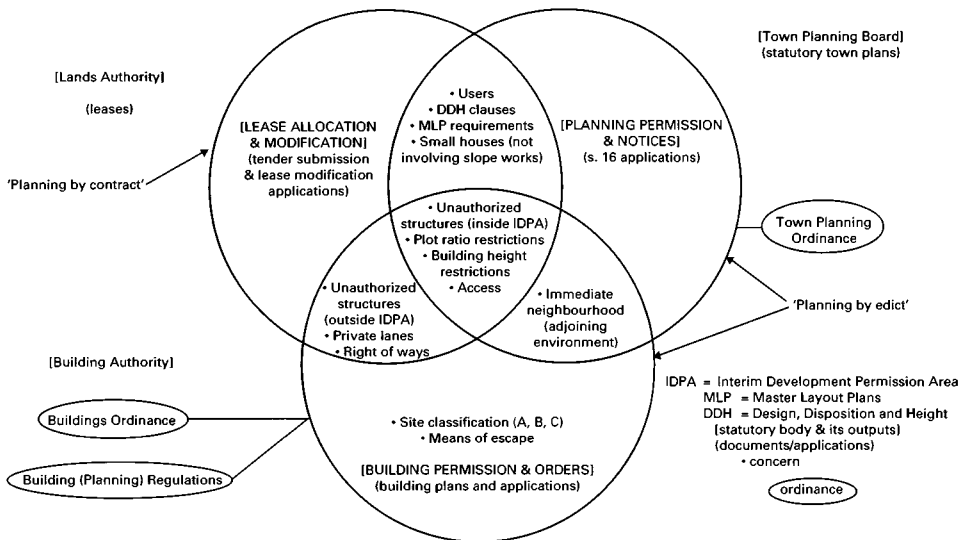 [Town Planning Board]
(statutory town plans)
[Lands Authority]
(leases)
• Users
• DDH clauses
• MLP requirements
• Small houses (not
involving slope works)
[LEASE ALLOCATION
& MODIFICATION]
(tender submission
& lease modification
applications)
[PLANNING PERMISSION
& NOTICES]
(s. 16 applications)
'Planning by contract'
• Unauthorized
structures (inside IDPA)
• Plot ratio restrictions
• Building height
restrictions
• Access
Town Planning
Ordinance
• Unauthorized
structures
(outside IDPA)
• Private lanes
• Right of ways
• Immediate
neighbourhood
(adjoining
environment)
'Planning by edict'
[Building Authority]
Buildings Ordinance
Building (Planning) Regulations
• Site classification (A, B, C)
• Means of escape
[BUILDING PERMISSION & ORDERS]
(building plans and applications)
IDPA = Interim Development Permission Area
MLP = Master Layout Plans
DDH = Design, Disposition and Height
[statutory body & its outputs]
(documents/applications)
• concern
ordinance